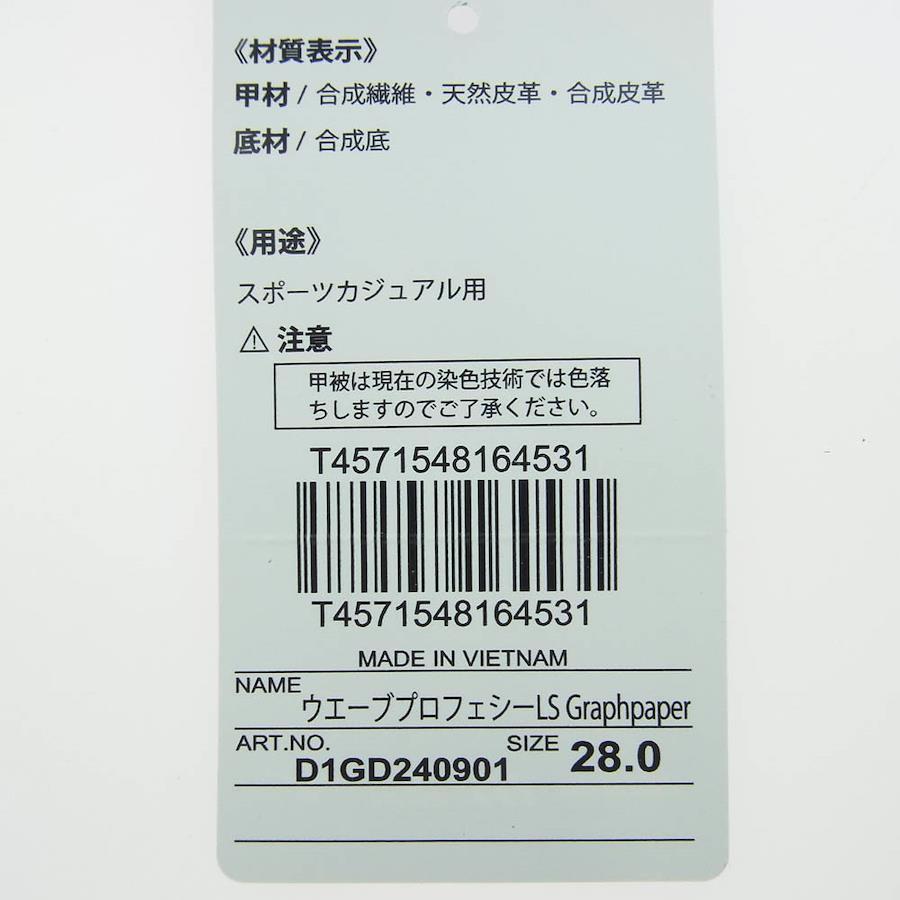 《材質表示》
甲材 / 合成繊維・天然皮革・合成皮革
底材 / 合成底
《用途》
スポーツカジュアル用
⚠ 注意
甲被は現在の染色技術では色落
ちしますのでご了承ください。
T4571548164531
T4571548164531
MADE IN VIETNAM
NAME ウエーブプロフェシーLS Graphpaper
ART.NO. D1GD240901 SIZE 28.0